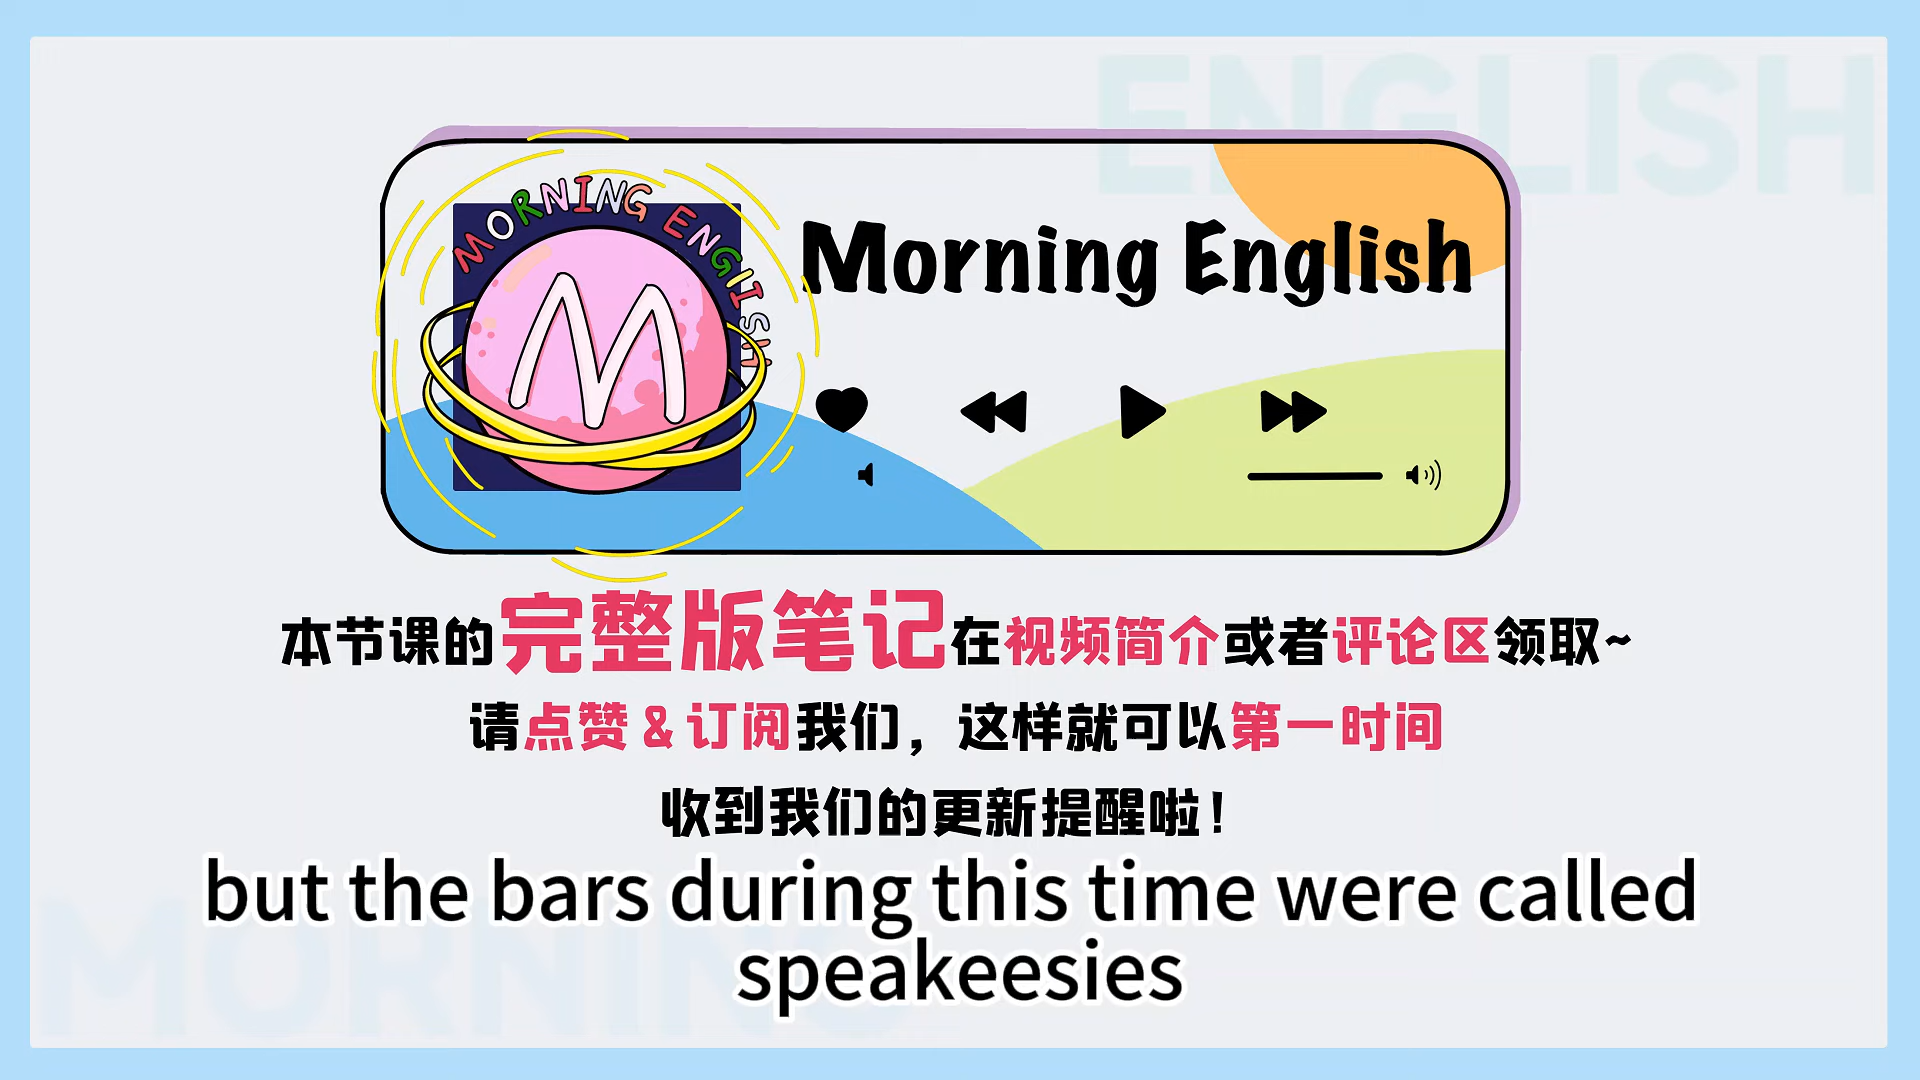 ENGLISH
MORNING ENGLISH
M
Morning English
本节课的完整版笔记在视频简介或者评论区领取~
请点赞&订阅我们，这样就可以第一时间
收到我们的更新提醒啦！
MORNING
but the bars during this time were called
speakeesies